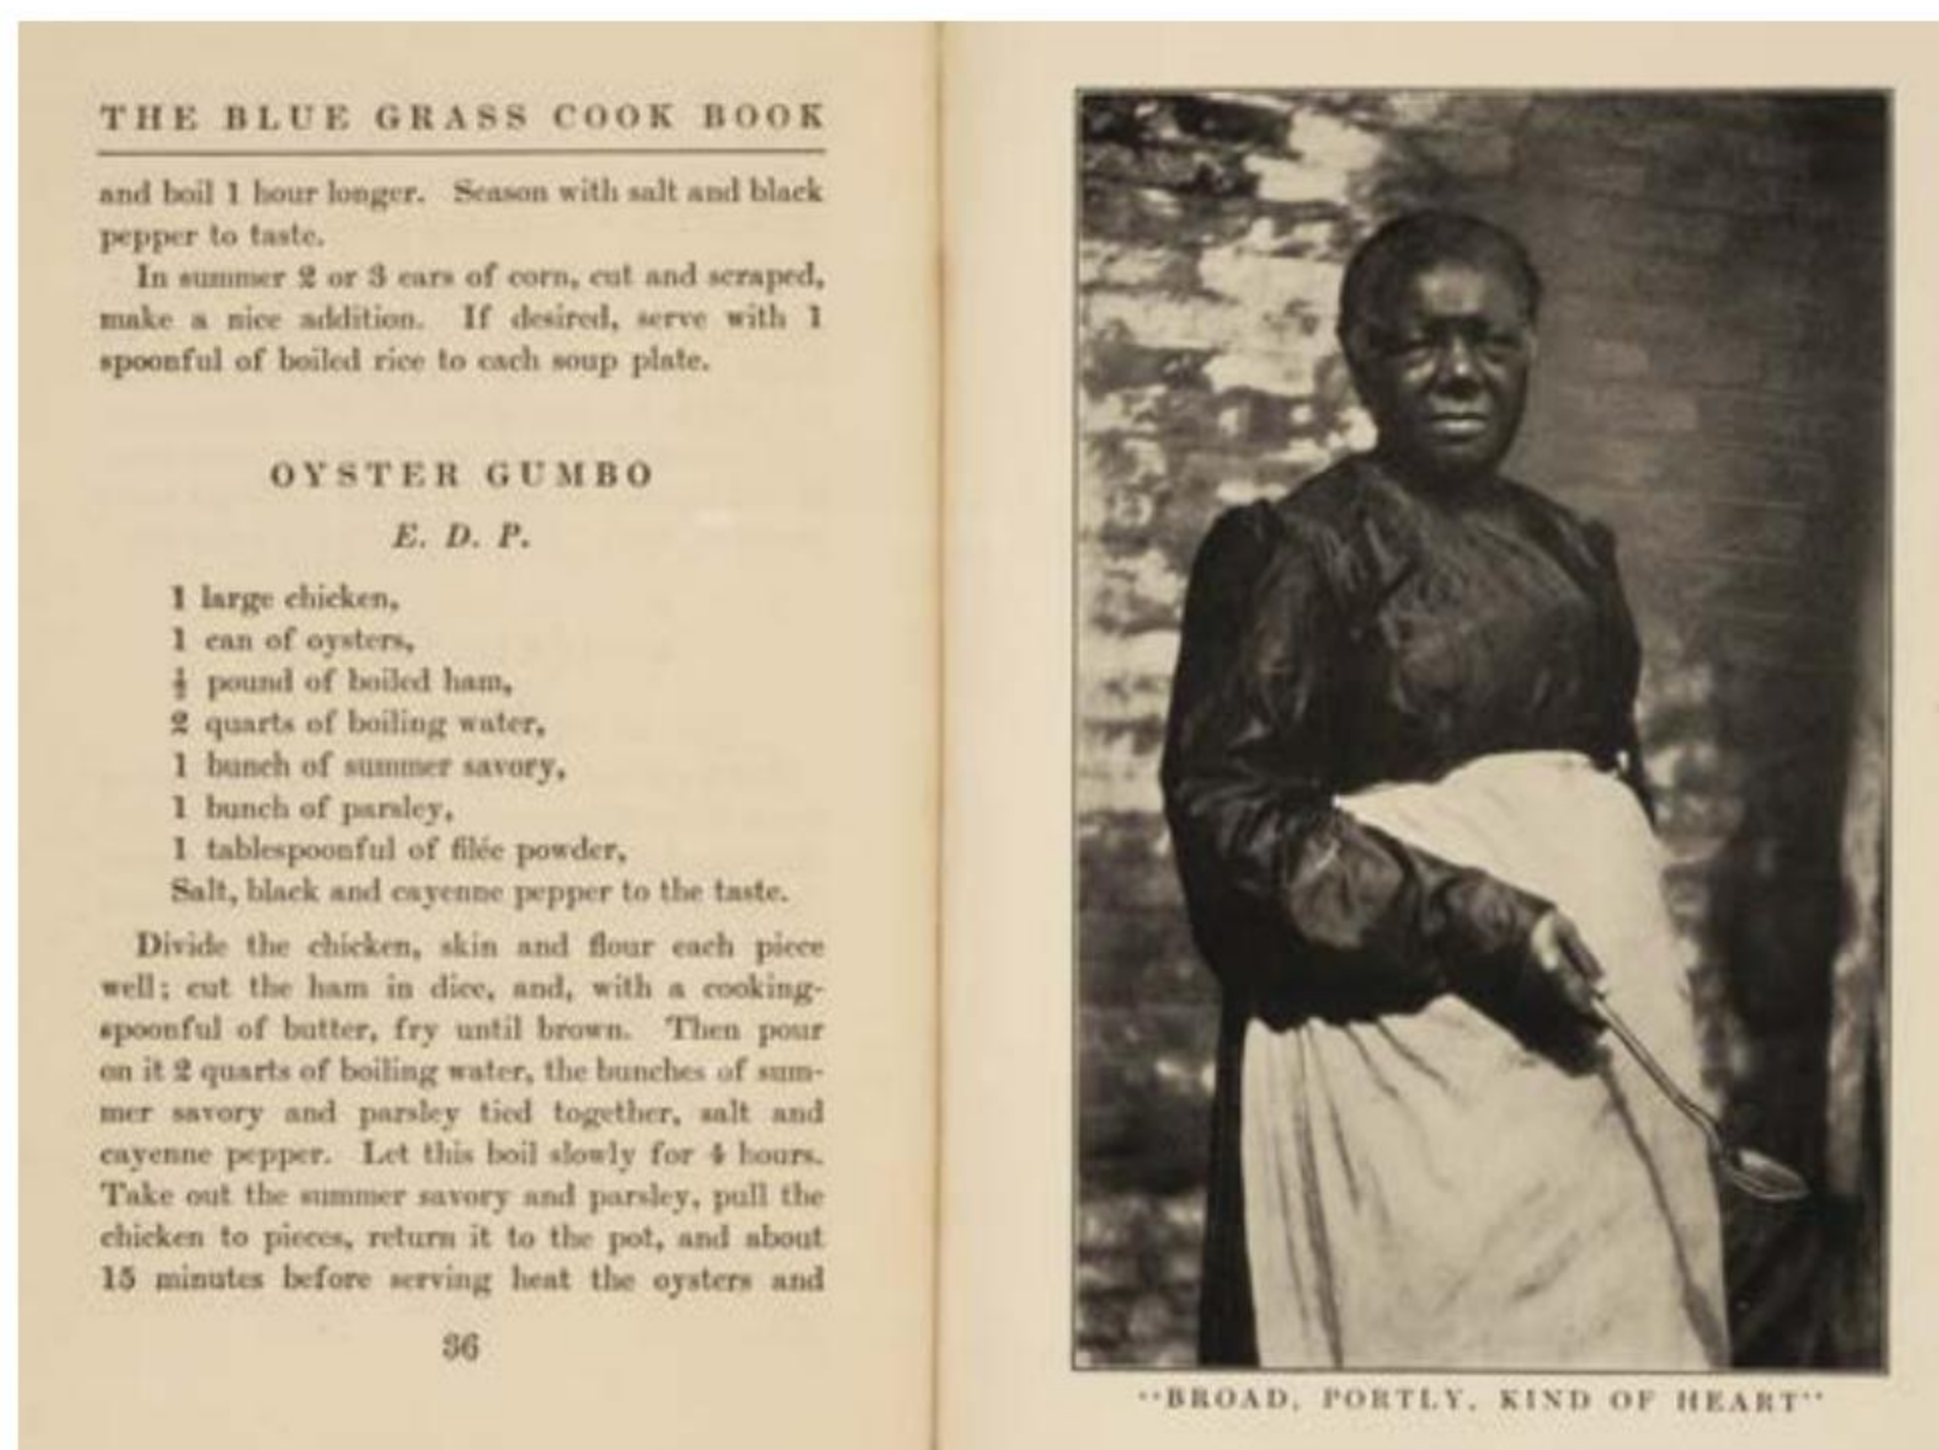 THE BLUE GRASS COOK BOOK
and boil 1 hour longer. Season with salt and black
pepper to taste.
In summer 2 or 3 ears of corn, cut and scraped,
make a nice addition. If desired, serve with 1
spoonful of boiled rice to each soup plate.
OYSTER GUMBO
E. D. P.
1 large chicken,
1 can of oysters,
½ pound of boiled ham,
2 quarts of boiling water,
1 bunch of summer savory,
1 bunch of parsley,
1 tablespoonful of filée powder,
Salt, black and cayenne pepper to the taste.
Divide the chicken, skin and flour each piece
well; cut the ham in dice, and, with a cooking-
spoonful of butter, fry until brown. Then pour
on it 2 quarts of boiling water, the bunches of sum-
mer savory and parsley tied together, salt and
cayenne pepper. Let this boil slowly for 4 hours.
Take out the summer savory and parsley, pull the
chicken to pieces, return it to the pot, and about
15 minutes before serving heat the oysters and
36
"BROAD, PORTLY, KIND OF HEART"